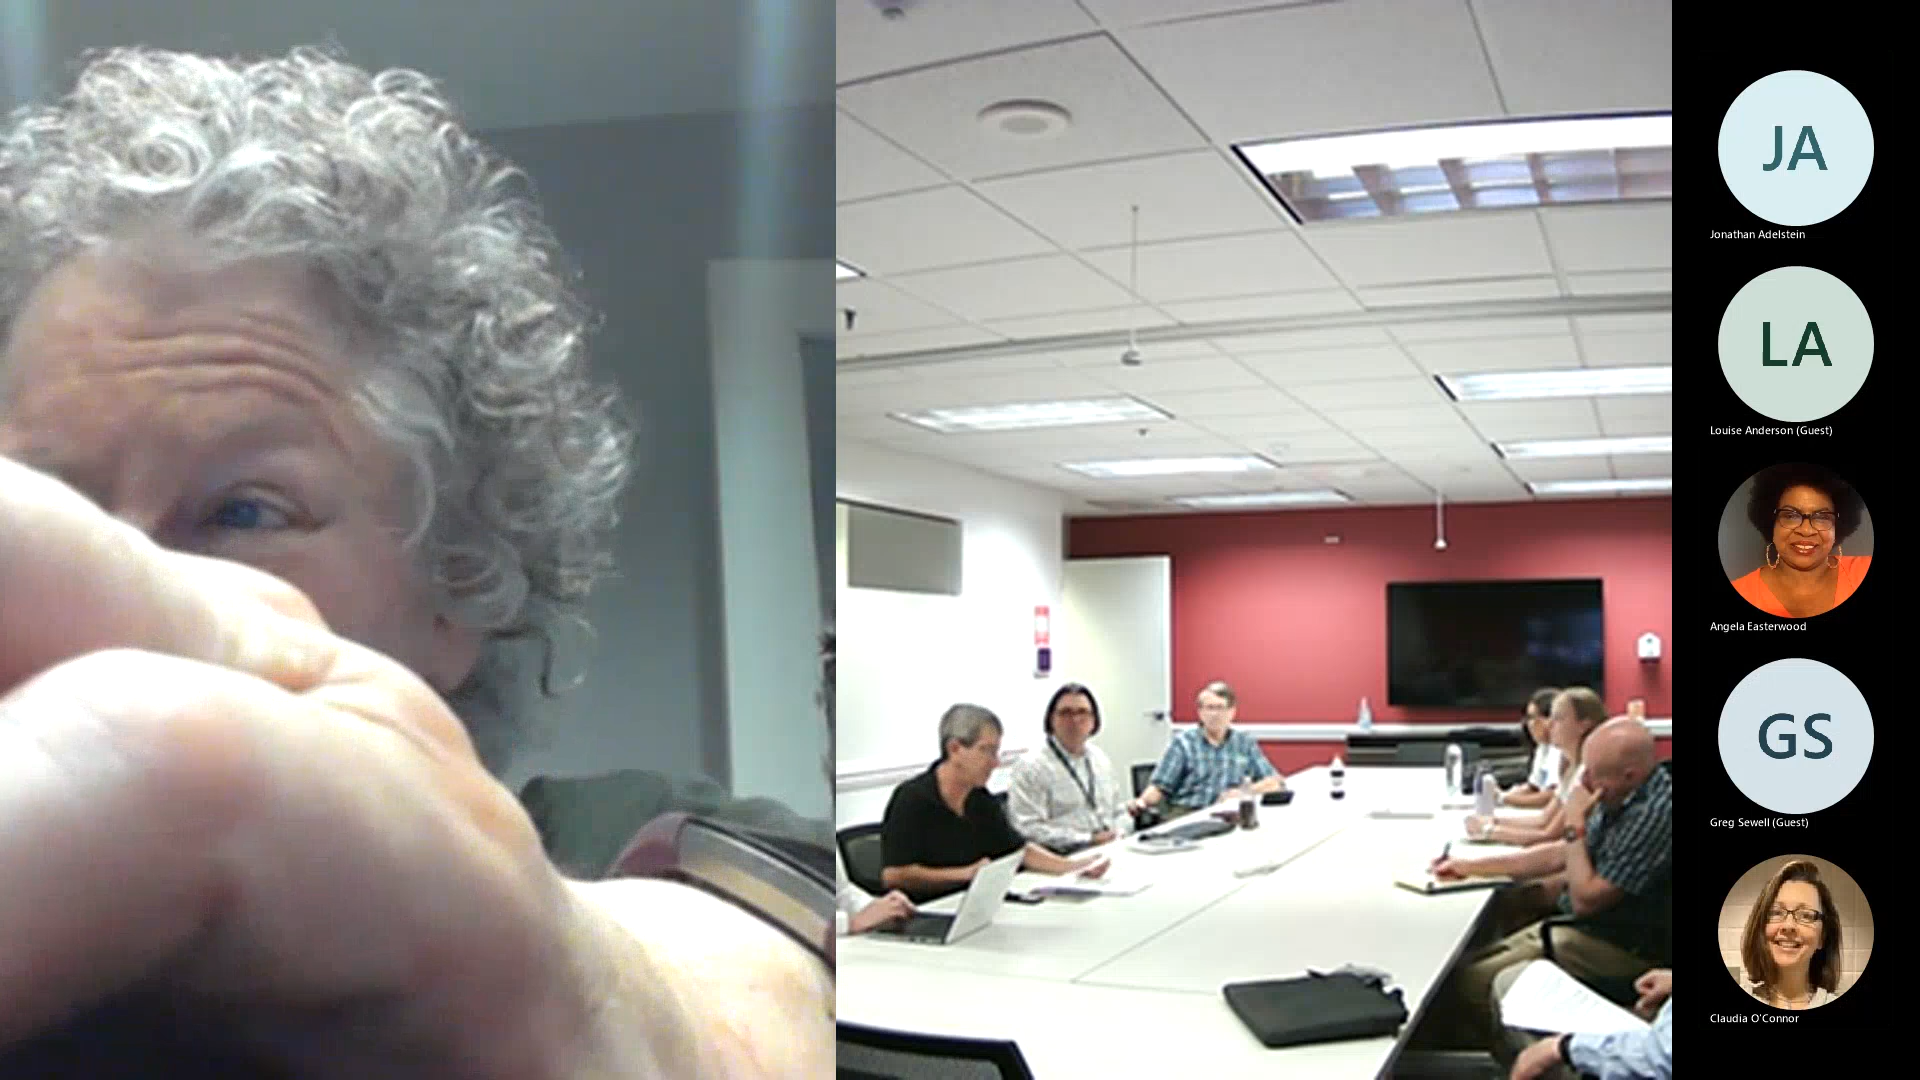 JA
Jonathan Adelstein
LA
Louise Anderson (Guest)
Angela Easterwood
GS
Greg Sewell (Guest)
Claudia O'Connor